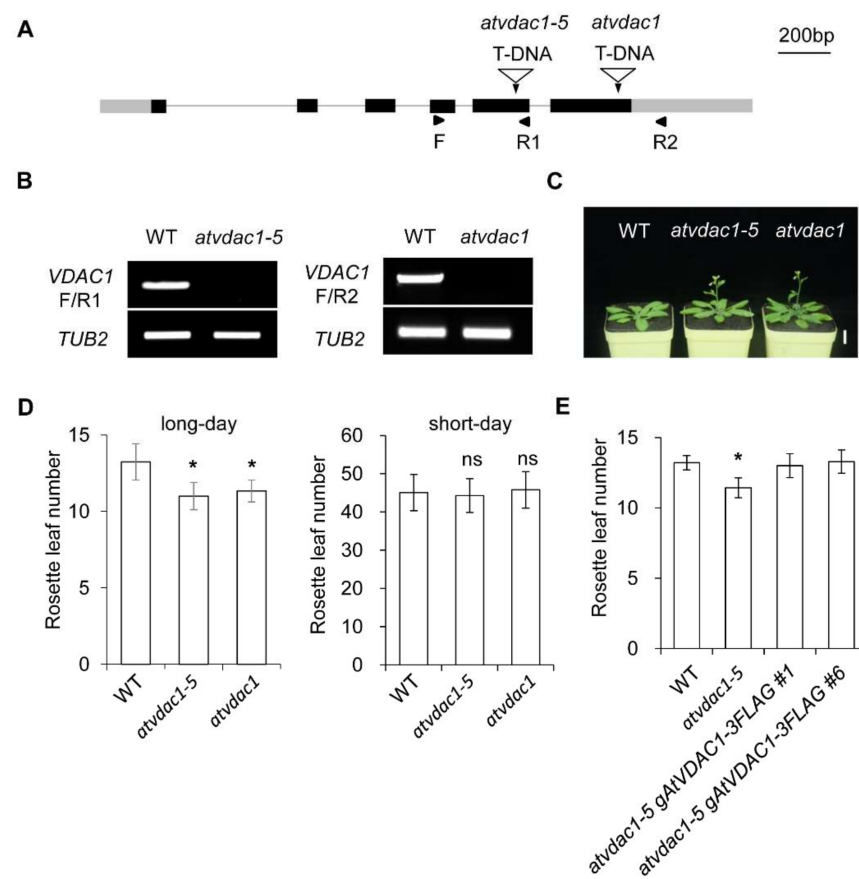 A
atvdac1-5 atvdac1
T-DNA T-DNA
200bp
F R1 R2
B
WT atvdac1-5
VDAC1
F/R1
TUB2
WT atvdac1
VDAC1
F/R2
TUB2
C
WT atvdac1-5 atvdac1
D
long-day
Rosette leaf number
15
10
5
0
* *
WT
atvdac1-5
atvdac1
short-day
Rosette leaf number
60
50
40
30
20
10
0
ns ns
WT
atvdac1-5
atvdac1
E
Rosette leaf number
15
10
5
0
*
WT
atvdac1-5
atvdac1-5 gAtVDAC1-3FLAG #1
atvdac1-5 gAtVDAC1-3FLAG #6